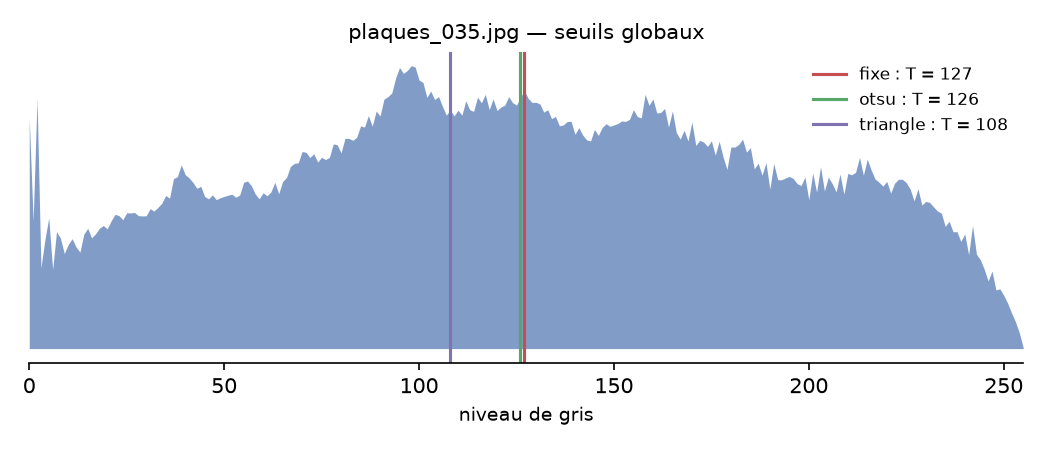 plaques_035.jpg — seuils globaux
fixe : T = 127
otsu : T = 126
triangle : T = 108
0 50 100 150 200 250
niveau de gris